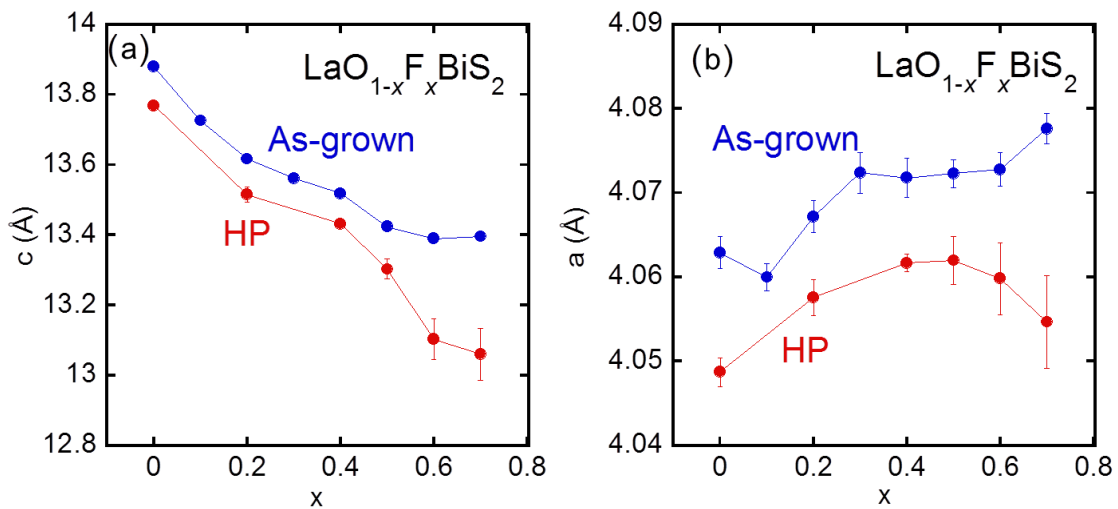 (a)
LaO1-xFxBiS2
As-grown
HP
c (Å)
14
13.8
13.6
13.4
13.2
13
12.8
0 0.2 0.4 0.6 0.8
x
(b)
LaO1-xFxBiS2
As-grown
HP
a (Å)
4.09
4.08
4.07
4.06
4.05
4.04
0 0.2 0.4 0.6 0.8
x